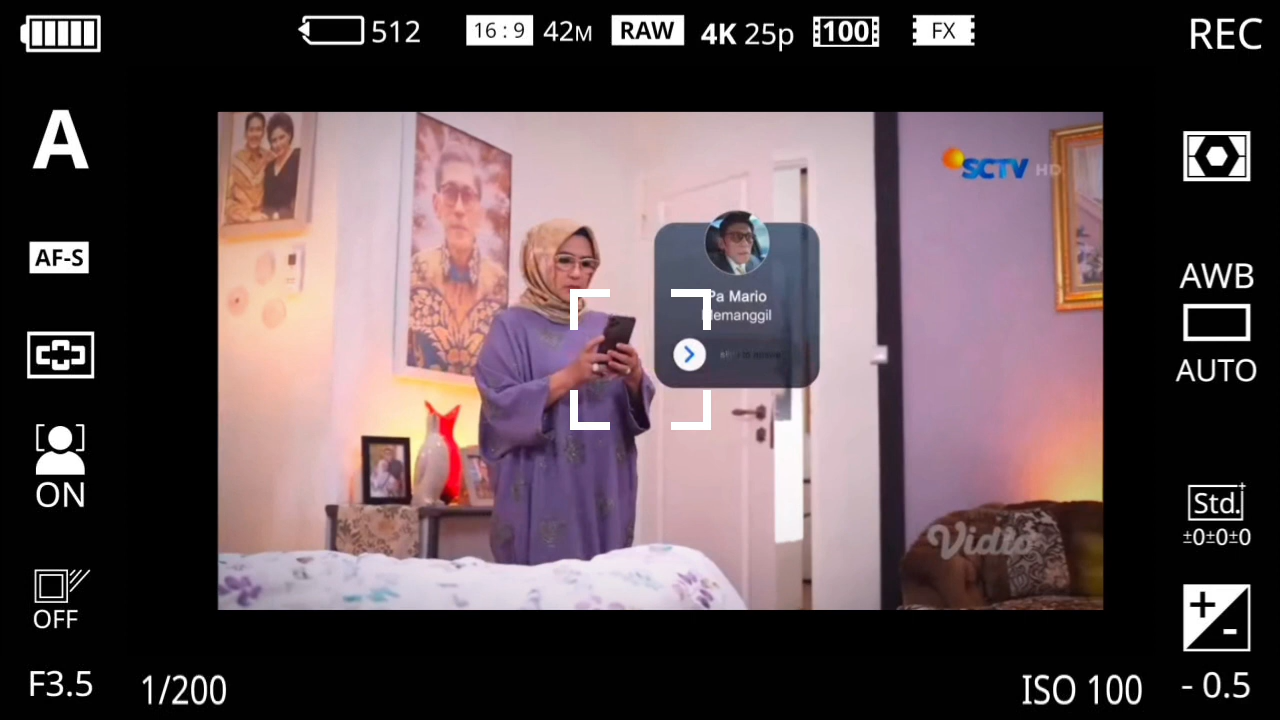 512
16 : 9
42M
RAW
4K 25p
100
FX
REC
A
AF-S
ON
OFF
F3.5
1/200
SCTV HD
Pa Mario
Memanggil
Vidio
AWB
AUTO
Std.+
±0±0±0
ISO 100
- 0.5